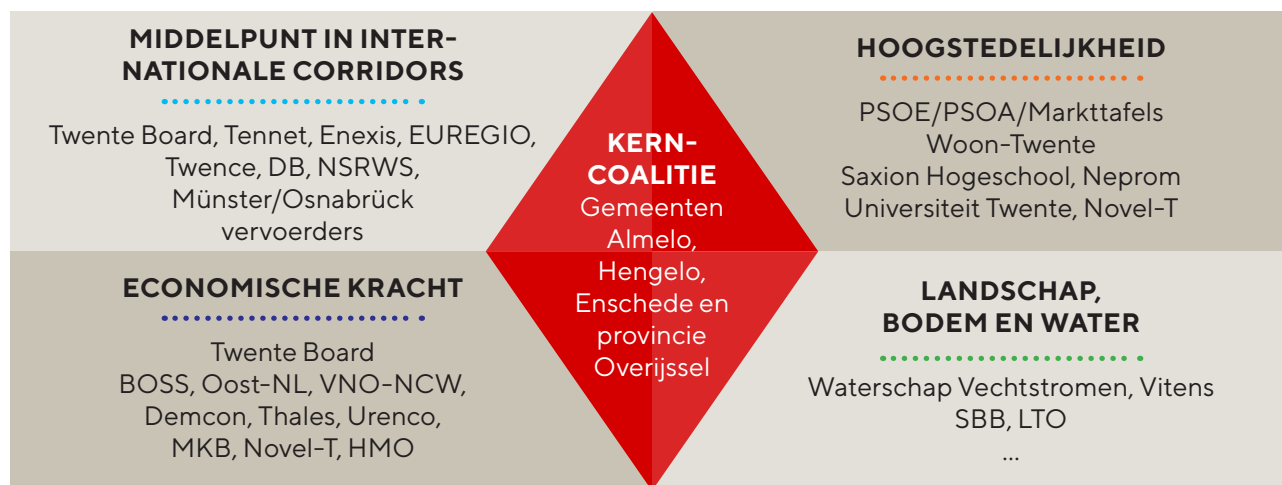 MIDDELPUNT IN INTER-
NATIONALE CORRIDORS
Twente Board, Tennet, Enexis, EUREGIO,
Twence, DB, NSRWS,
Münster/Osnabrück
vervoerders
HOOGSTEDELIJKHEID
PSOE/PSOA/Markttafels
Woon-Twente
Saxion Hogeschool, Neprom
Universiteit Twente, Novel-T
KERN-
COALITIE
Gemeenten
Almelo,
Hengelo,
Enschede en
provincie
Overijssel
ECONOMISCHE KRACHT
Twente Board
BOSS, Oost-NL, VNO-NCW,
Demcon, Thales, Urenco,
MKB, Novel-T, HMO
LANDSCHAP,
BODEM EN WATER
Waterschap Vechtstromen, Vitens
SBB, LTO
...